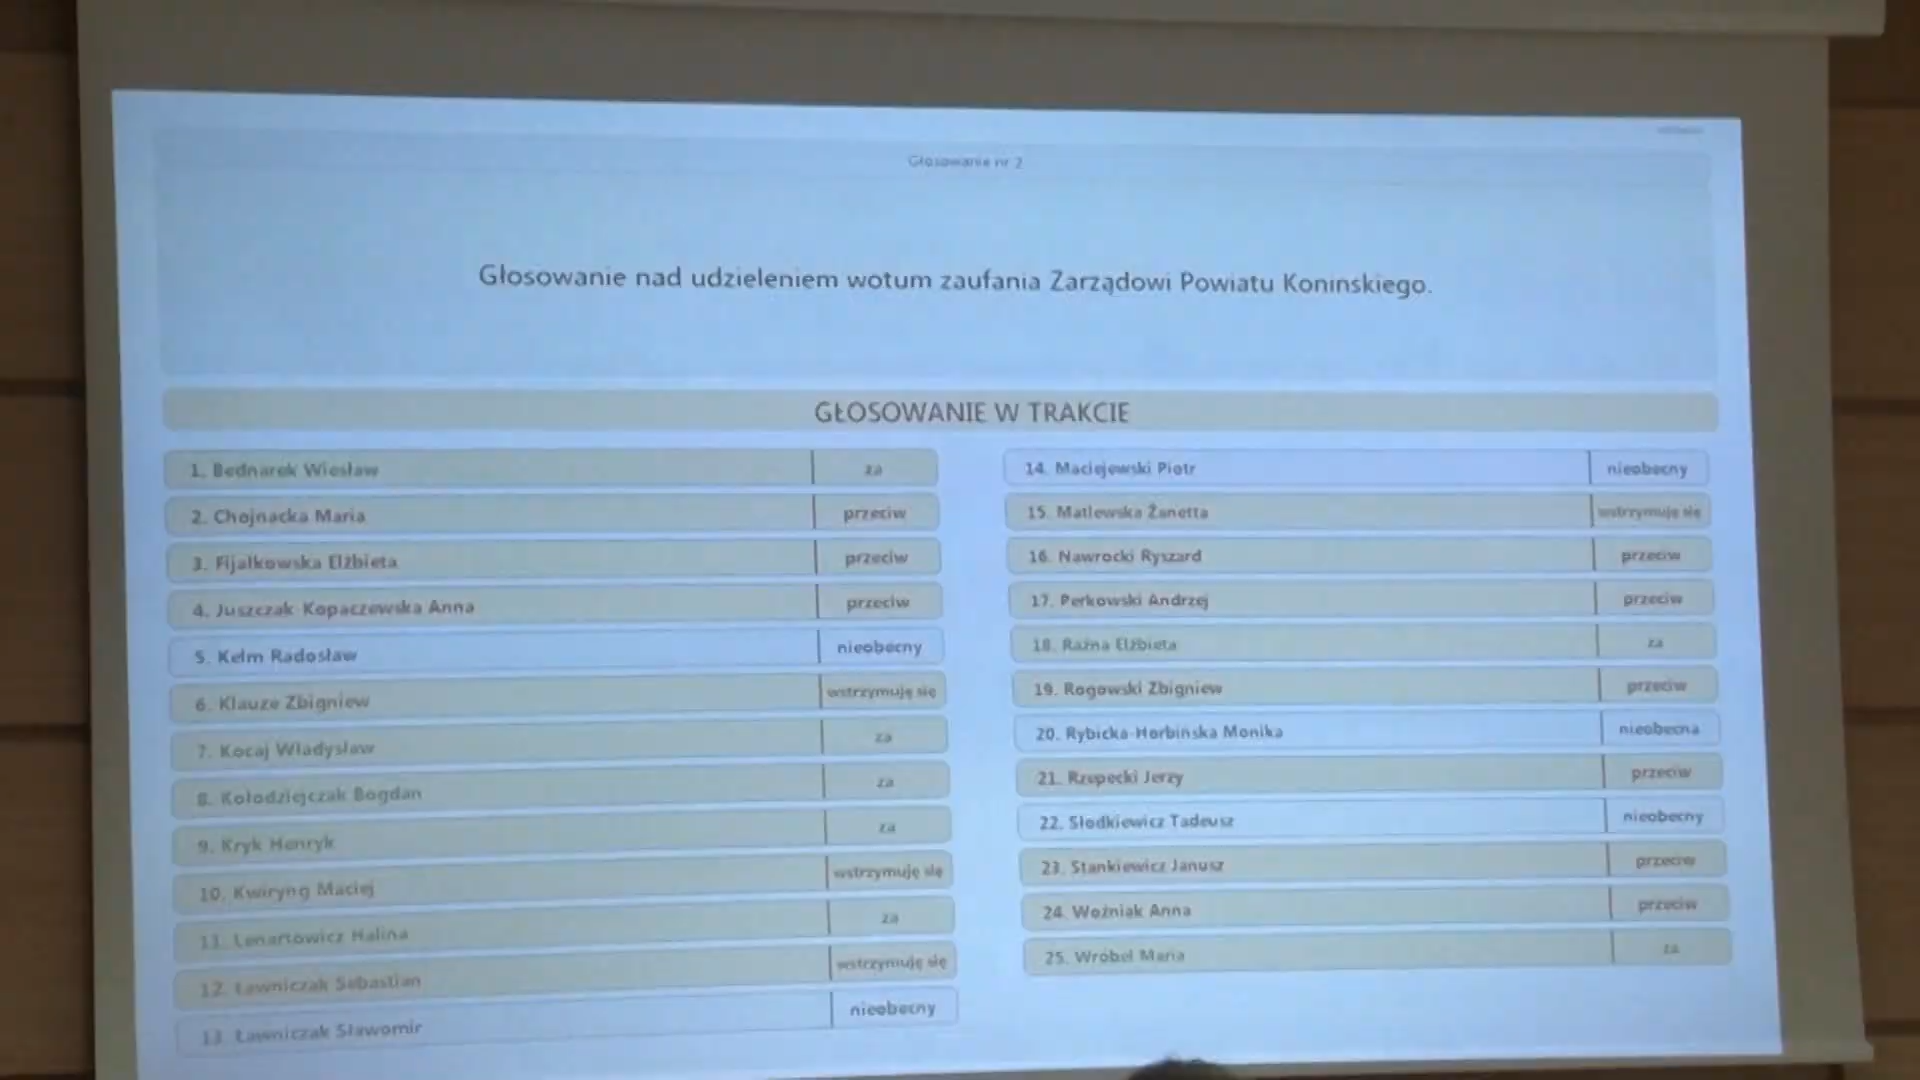 Głosowanie nr 2
Głosowanie nad udzieleniem wotum zaufania Zarządowi Powiatu Koninskiego.
GŁOSOWANIE W TRAKCIE
1. Bednarek Wiesław za
2. Chojnacka Maria przeciw
3. Fijałkowska Elżbieta przeciw
4. Juszczak-Kopaczewska Anna przeciw
5. Kelm Radosław nieobecny
6. Klauze Zbigniew wstrzymuję się
7. Kocaj Władysław za
8. Kołodziejczak Bogdan za
9. Kryk Henryk za
10. Kwiryng Maciej wstrzymuję się
11. Lenartowicz Halina za
12. Ławniczak Sebastian wstrzymuję się
13. Ławniczak Sławomir nieobecny
14. Maciejewski Piotr nieobecny
15. Matlewska Żanetta wstrzymuję się
16. Nawrocki Ryszard przeciw
17. Perkowski Andrzej przeciw
18. Raźna Elżbieta za
19. Rogowski Zbigniew przeciw
20. Rybicka-Horbińska Monika nieobecna
21. Rzepecki Jerzy przeciw
22. Słodkiewicz Tadeusz nieobecny
23. Stankiewicz Janusz przeciw
24. Woźniak Anna przeciw
25. Wróbel Maria za